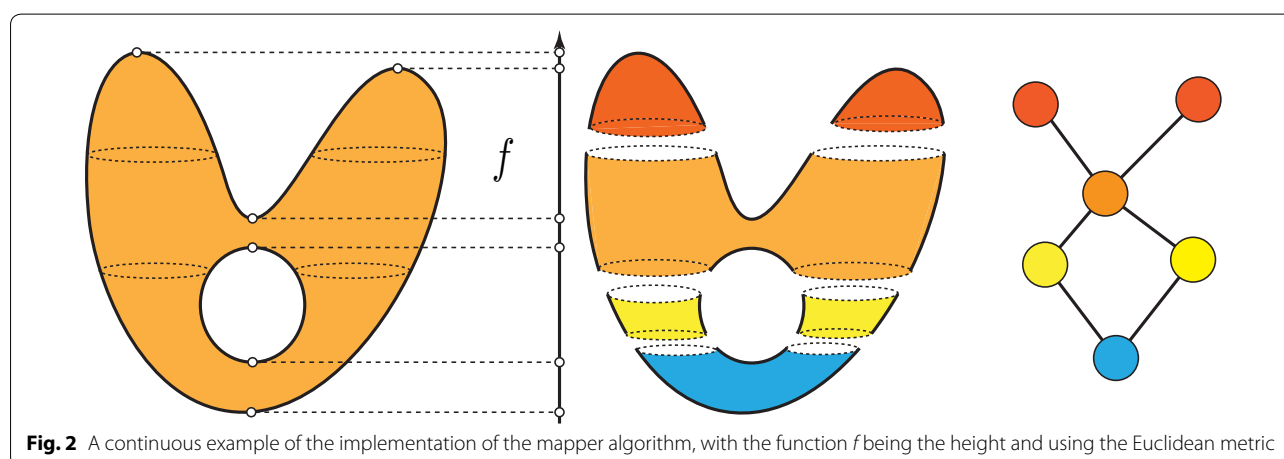 f
Fig. 2 A continuous example of the implementation of the mapper algorithm, with the function f being the height and using the Euclidean metric